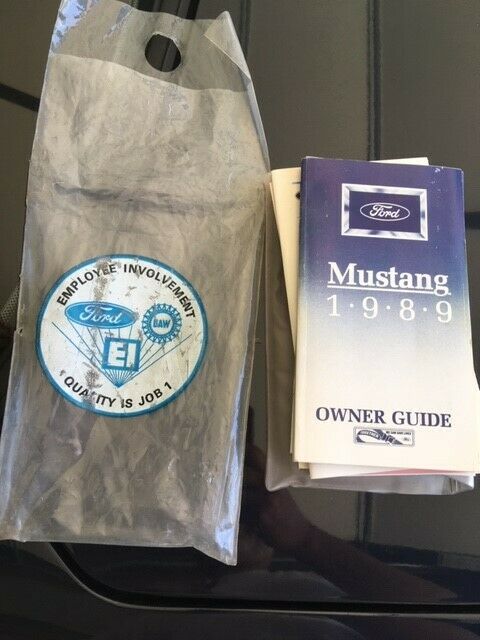 EMPLOYEE INVOLVEMENT
Ford
UAW
EI
QUALITY IS JOB 1
Ford
Mustang
1·9·8·9
OWNER GUIDE